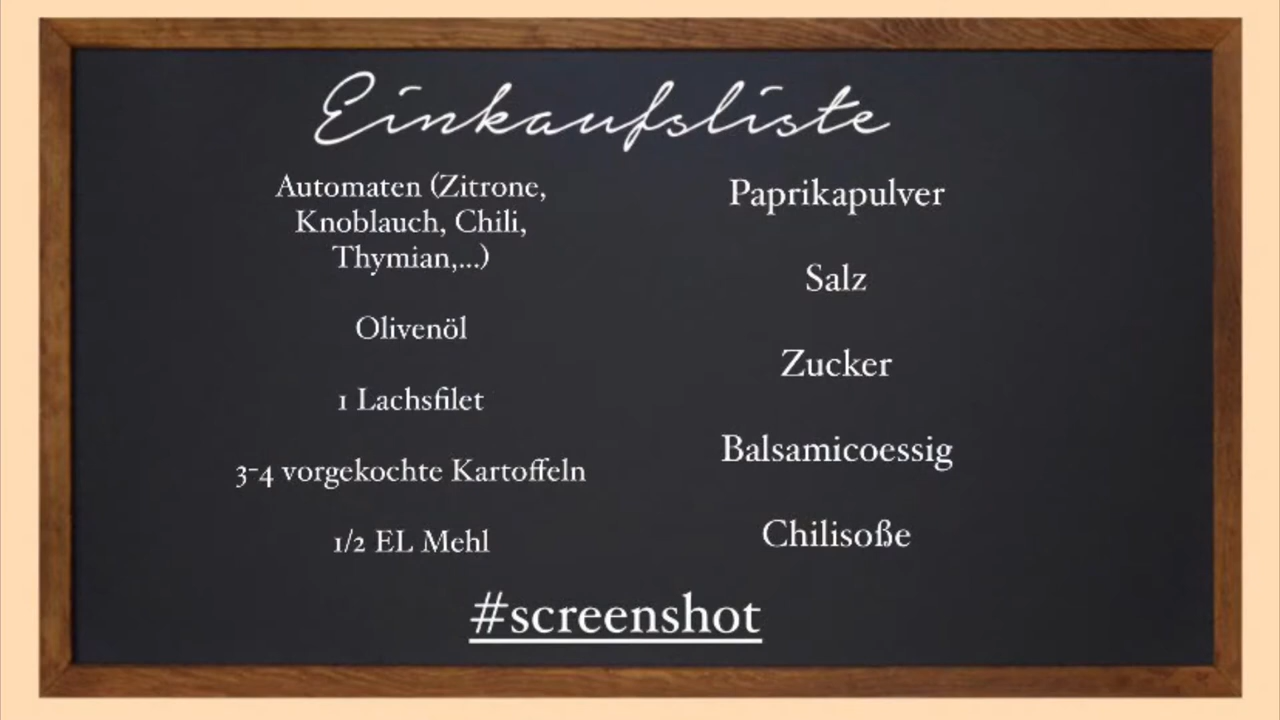 Einkaufsliste
Automaten (Zitrone,
Knoblauch, Chili,
Thymian,...)
Olivenöl
1 Lachsfilet
3-4 vorgekochte Kartoffeln
1/2 EL Mehl
Paprikapulver
Salz
Zucker
Balsamicoessig
Chilisoße
#screenshot